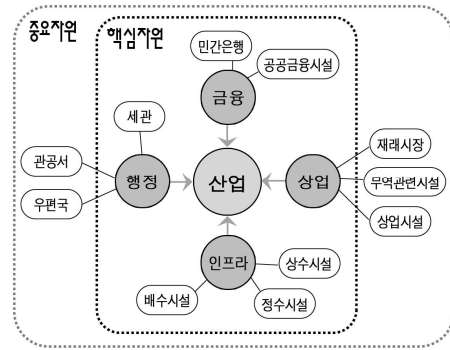 중요자원
핵심자원
민간은행
공공금융시설
금융
세관
관공서
우편국
행정
산업
상업
재래시장
무역관련시설
상업시설
인프라
상수시설
배수시설
정수시설